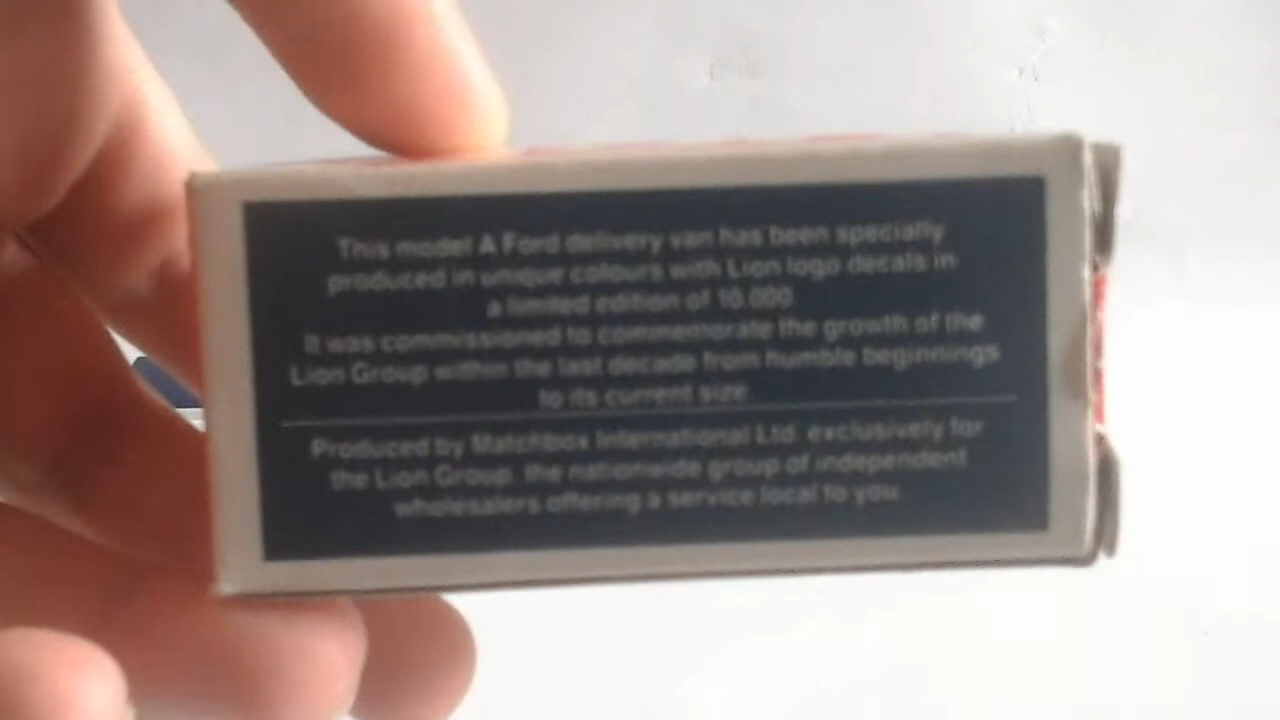 This model A Ford delivery van has been specially
produced in unique colours with Lion logo decals in
a limited edition of 10.000.
It was commissioned to commemorate the growth of the
Lion Group within the last decade from humble beginnings
to its current size.
Produced by Matchbox International Ltd. exclusively for
the Lion Group. the nationwide group of independent
wholesalers offering a service local to you.